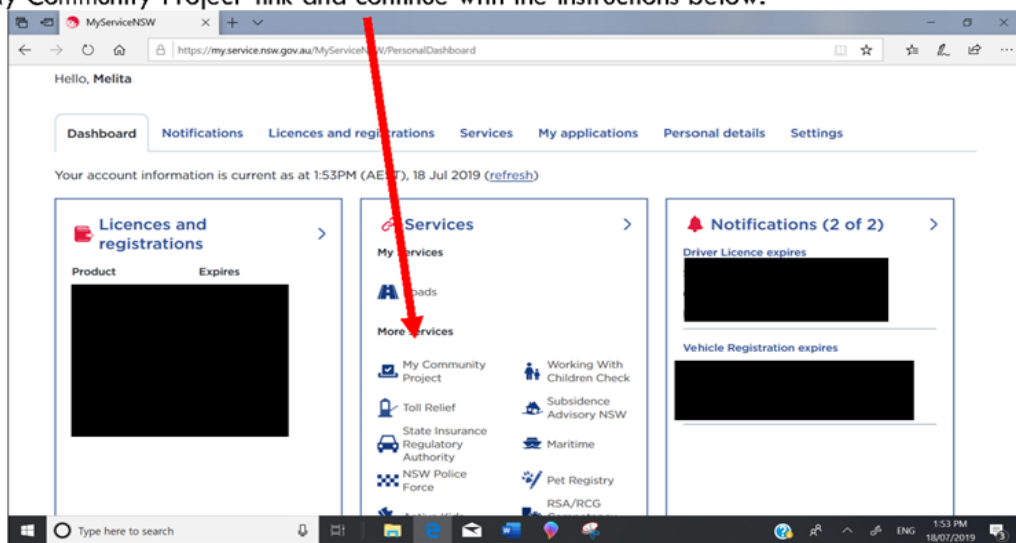 y Community Project link and continue with the instructions below.
MyServiceNSW
https://my.service.nsw.gov.au/MyServiceN W/PersonalDashboard
Hello, Melita
Dashboard Notifications Licences and registrations Services My applications Personal details Settings
Your account information is current as at 1:53PM (AEST), 18 Jul 2019 (refresh)
Licences and
registrations
Product Expires
Services
My Services
Roads
More services
My Community
Project
Working With
Children Check
Toll Relief
Subsidence
Advisory NSW
State Insurance
Regulatory
Authority
Maritime
NSW Police
Force
Pet Registry
Active Kids
RSA/RCG
Competency
Notifications (2 of 2)
Driver Licence expires
Vehicle Registration expires
Type here to search
ENG
1:53 PM
18/07/2019